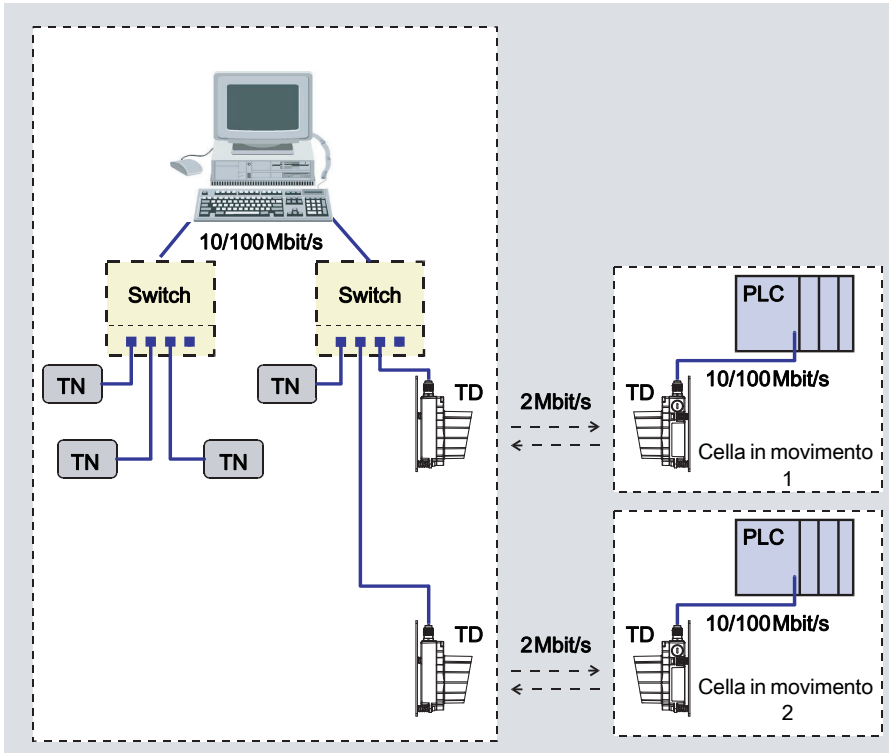 10/100Mbit/s
Switch
Switch
TN
TN
TN
TN
TD
2Mbit/s
TD
PLC
10/100Mbit/s
Cella in movimento
1
TD
2Mbit/s
TD
PLC
10/100Mbit/s
Cella in movimento
2